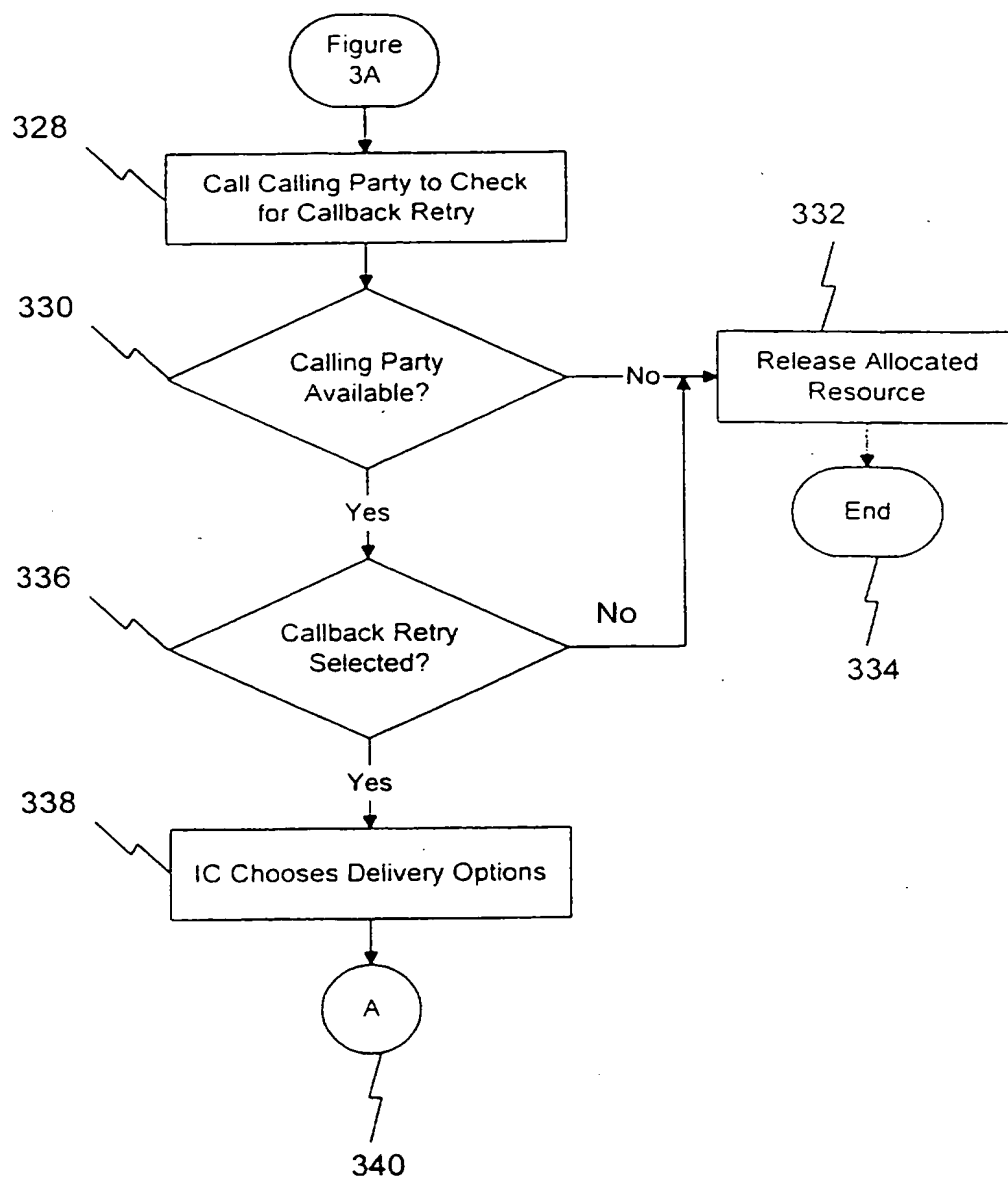 Figure
3A
328
Call Calling Party to Check
for Callback Retry
332
330
Calling Party
Available?
No
Release Allocated
Resource
Yes
End
336
Callback Retry
Selected?
No
334
Yes
338
IC Chooses Delivery Options
A
340